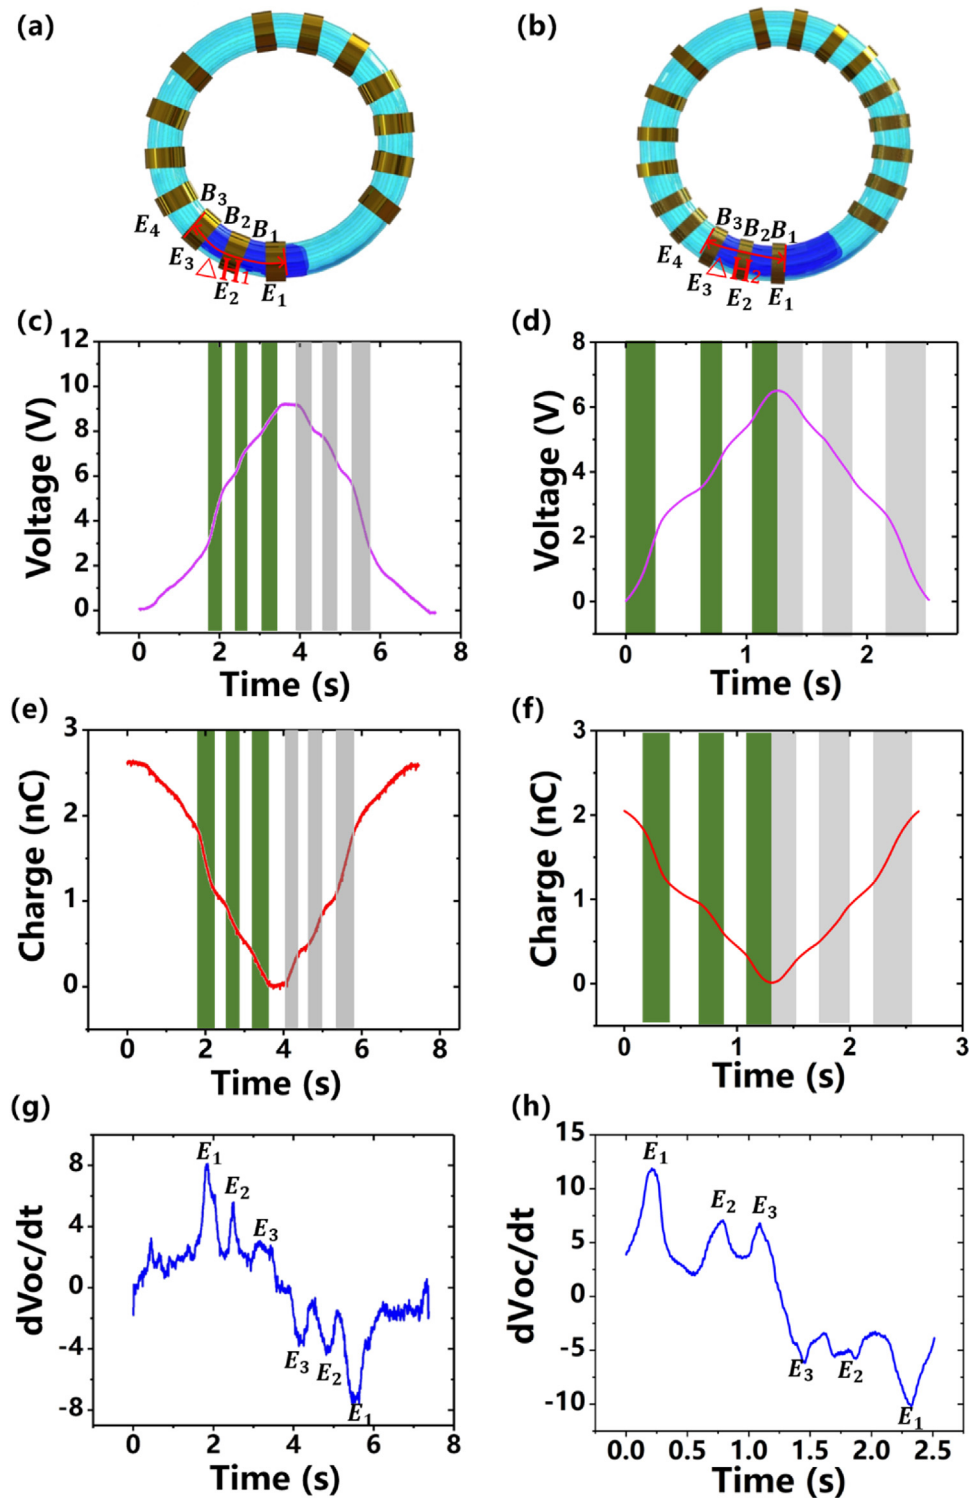 (a)
(b)
B3
B2
B1
E4
E3
△H1
E2
E1
B3
B2
B1
E4
E3
△H2
E2
E1
(c)
(d)
12
10
8
6
4
2
0
Voltage (V)
0 2 4 6 8
Time (s)
8
6
4
2
0
Voltage (V)
0 1 2
Time (s)
(e)
(f)
3
2
1
0
Charge (nC)
0 2 4 6 8
Time (s)
3
2
1
0
Charge (nC)
0 1 2 3
Time (s)
(g)
(h)
8
4
0
-4
-8
dVoc/dt
E1
E2
E3
E3
E2
E1
0 2 4 6 8
Time (s)
15
10
5
0
-5
-10
dVoc/dt
E1
E2
E3
E3
E2
E1
0.0 0.5 1.0 1.5 2.0 2.5
Time (s)